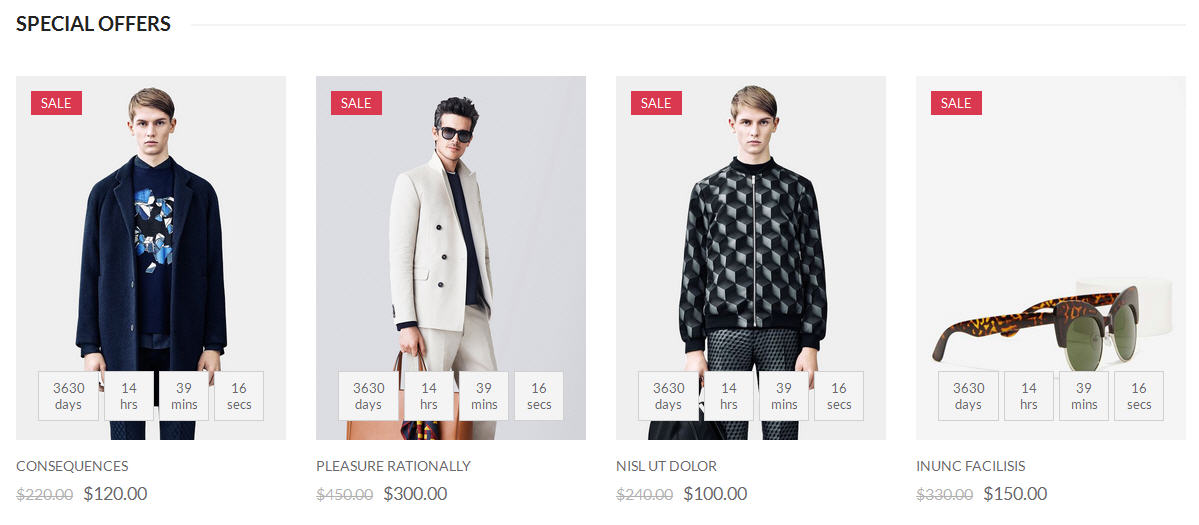 SPECIAL OFFERS
SALE
3630 14 39 16
days hrs mins secs
CONSEQUENCES
$220.00 $120.00
SALE
3630 14 39 16
days hrs mins secs
PLEASURE RATIONALLY
$450.00 $300.00
SALE
3630 14 39 16
days hrs mins secs
NISL UT DOLOR
$240.00 $100.00
SALE
3630 14 39 16
days hrs mins secs
INUNC FACILISIS
$330.00 $150.00